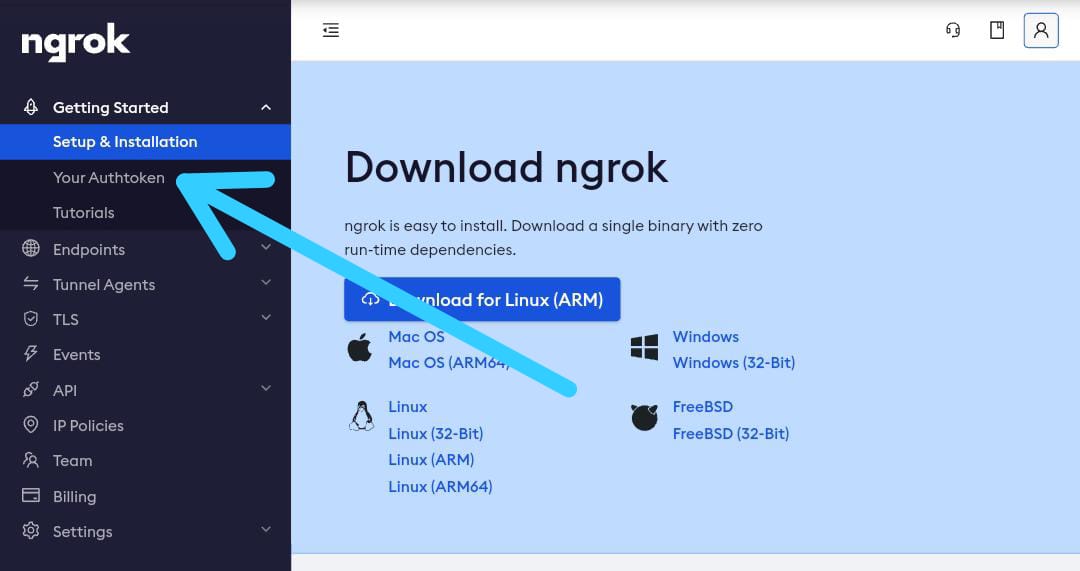 ngrok
Getting Started
Setup & Installation
Your Authtoken
Tutorials
Endpoints
Tunnel Agents
TLS
Events
API
IP Policies
Team
Billing
Settings
Download ngrok
ngrok is easy to install. Download a single binary with zero
run-time dependencies.
Download for Linux (ARM)
Mac OS
Mac OS (ARM64)
Windows
Windows (32-Bit)
Linux
Linux (32-Bit)
Linux (ARM)
Linux (ARM64)
FreeBSD
FreeBSD (32-Bit)